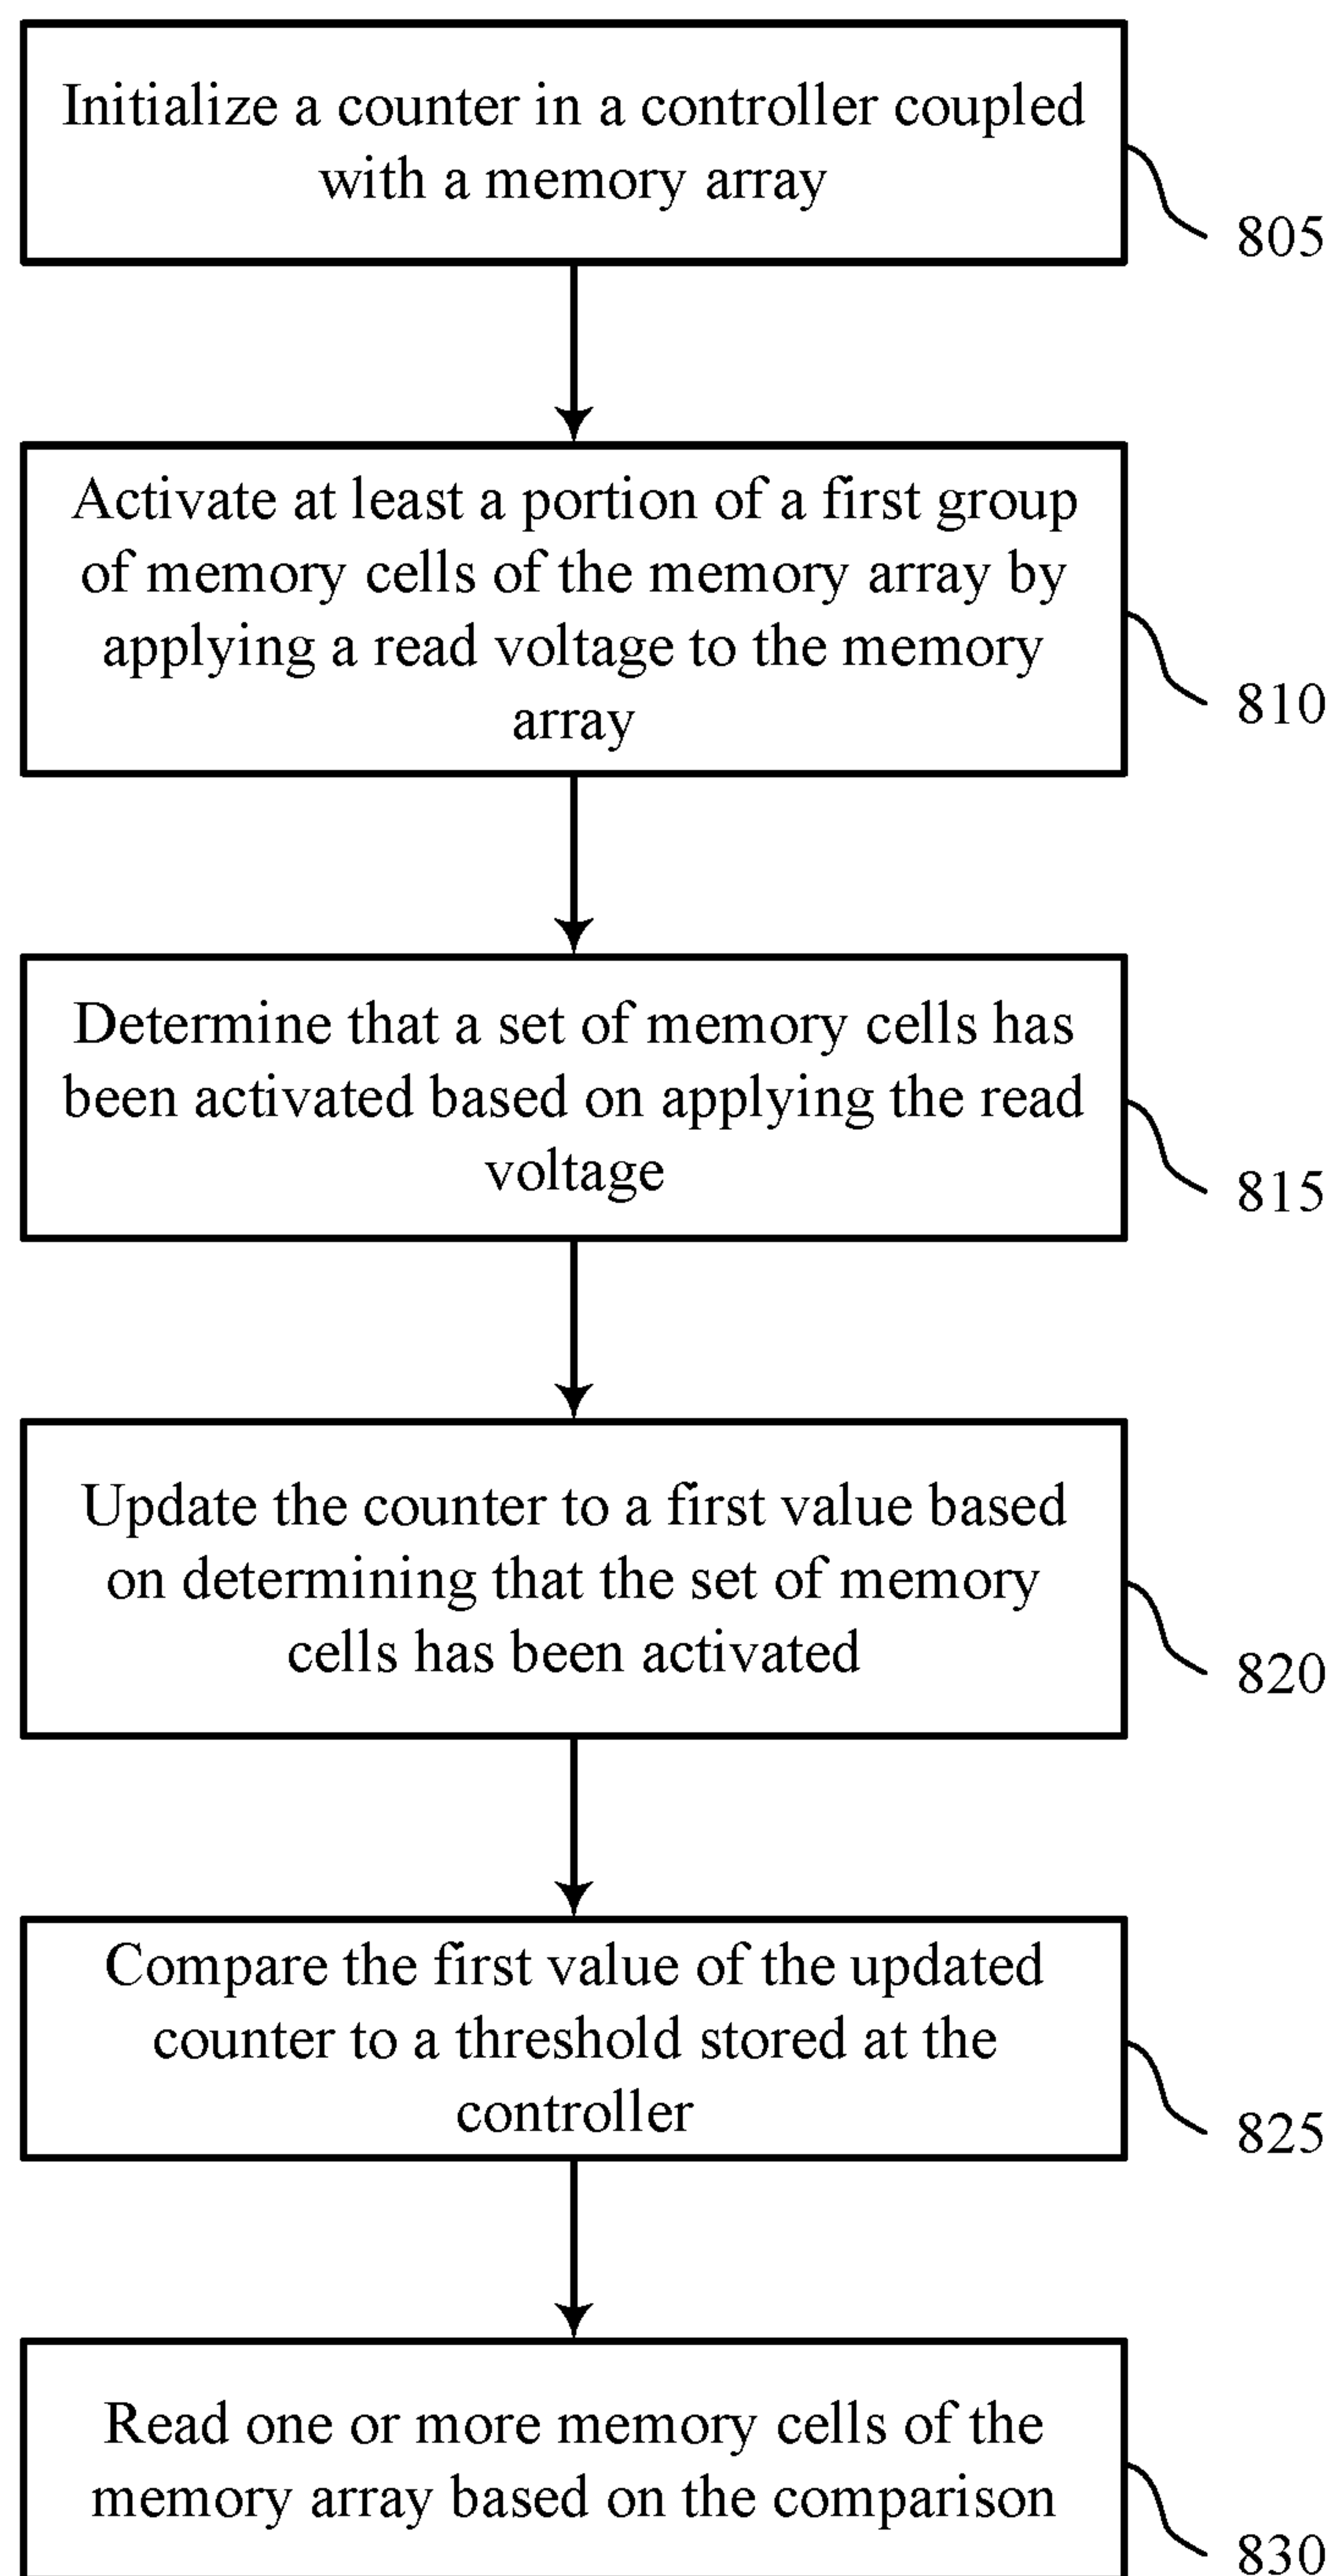 Initialize a counter in a controller coupled
with a memory array
805
Activate at least a portion of a first group
of memory cells of the memory array by
applying a read voltage to the memory
array
810
Determine that a set of memory cells has
been activated based on applying the read
voltage
815
Update the counter to a first value based
on determining that the set of memory
cells has been activated
820
Compare the first value of the updated
counter to a threshold stored at the
controller
825
Read one or more memory cells of the
memory array based on the comparison
830